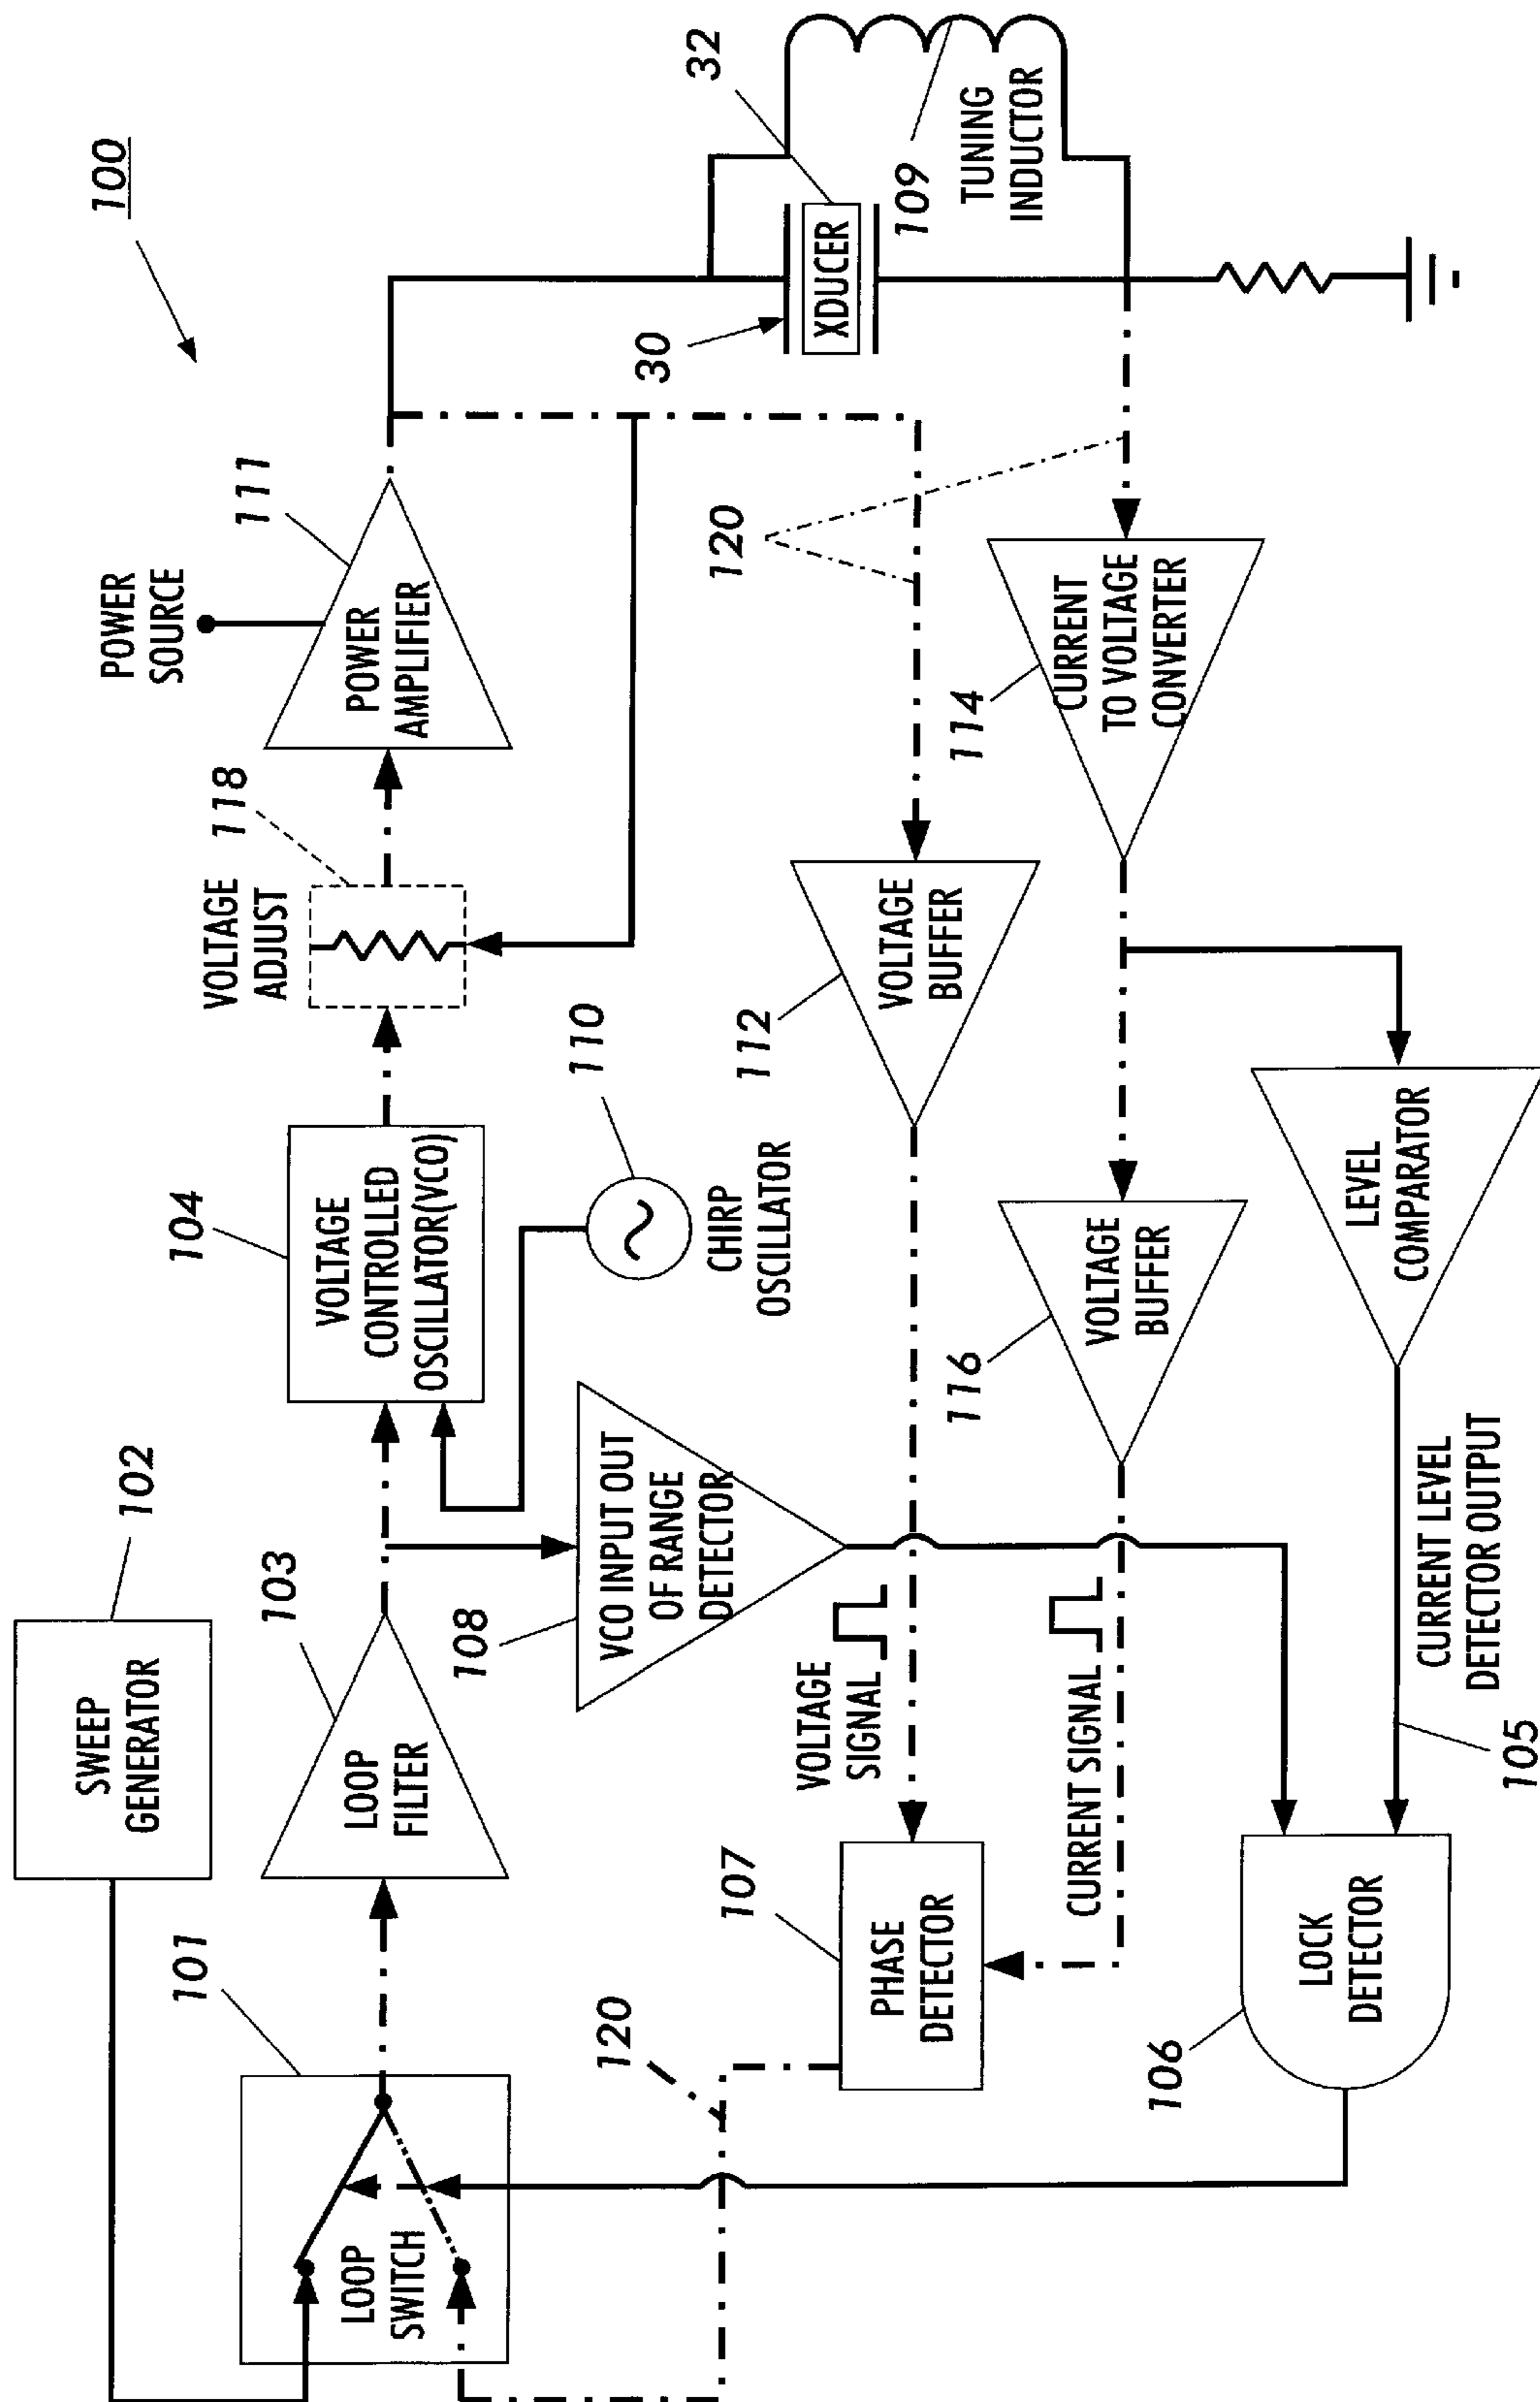 100
102
SWEEP
GENERATOR
POWER
SOURCE
111
POWER
AMPLIFIER
VOLTAGE
ADJUST
118
104
VOLTAGE
CONTROLLED
OSCILLATOR(VCO)
103
LOOP
FILTER
101
LOOP
SWITCH
110
CHIRP
OSCILLATOR
108
VCO INPUT OUT
OF RANGE
DETECTOR
30
XDUCER
32
109
TUNING
INDUCTOR
120
112
VOLTAGE
BUFFER
VOLTAGE
SIGNAL
107
PHASE
DETECTOR
120
114
CURRENT
TO VOLTAGE
CONVERTER
116
VOLTAGE
BUFFER
CURRENT SIGNAL
LEVEL
COMPARATOR
106
LOCK
DETECTOR
CURRENT LEVEL
DETECTOR OUTPUT
105